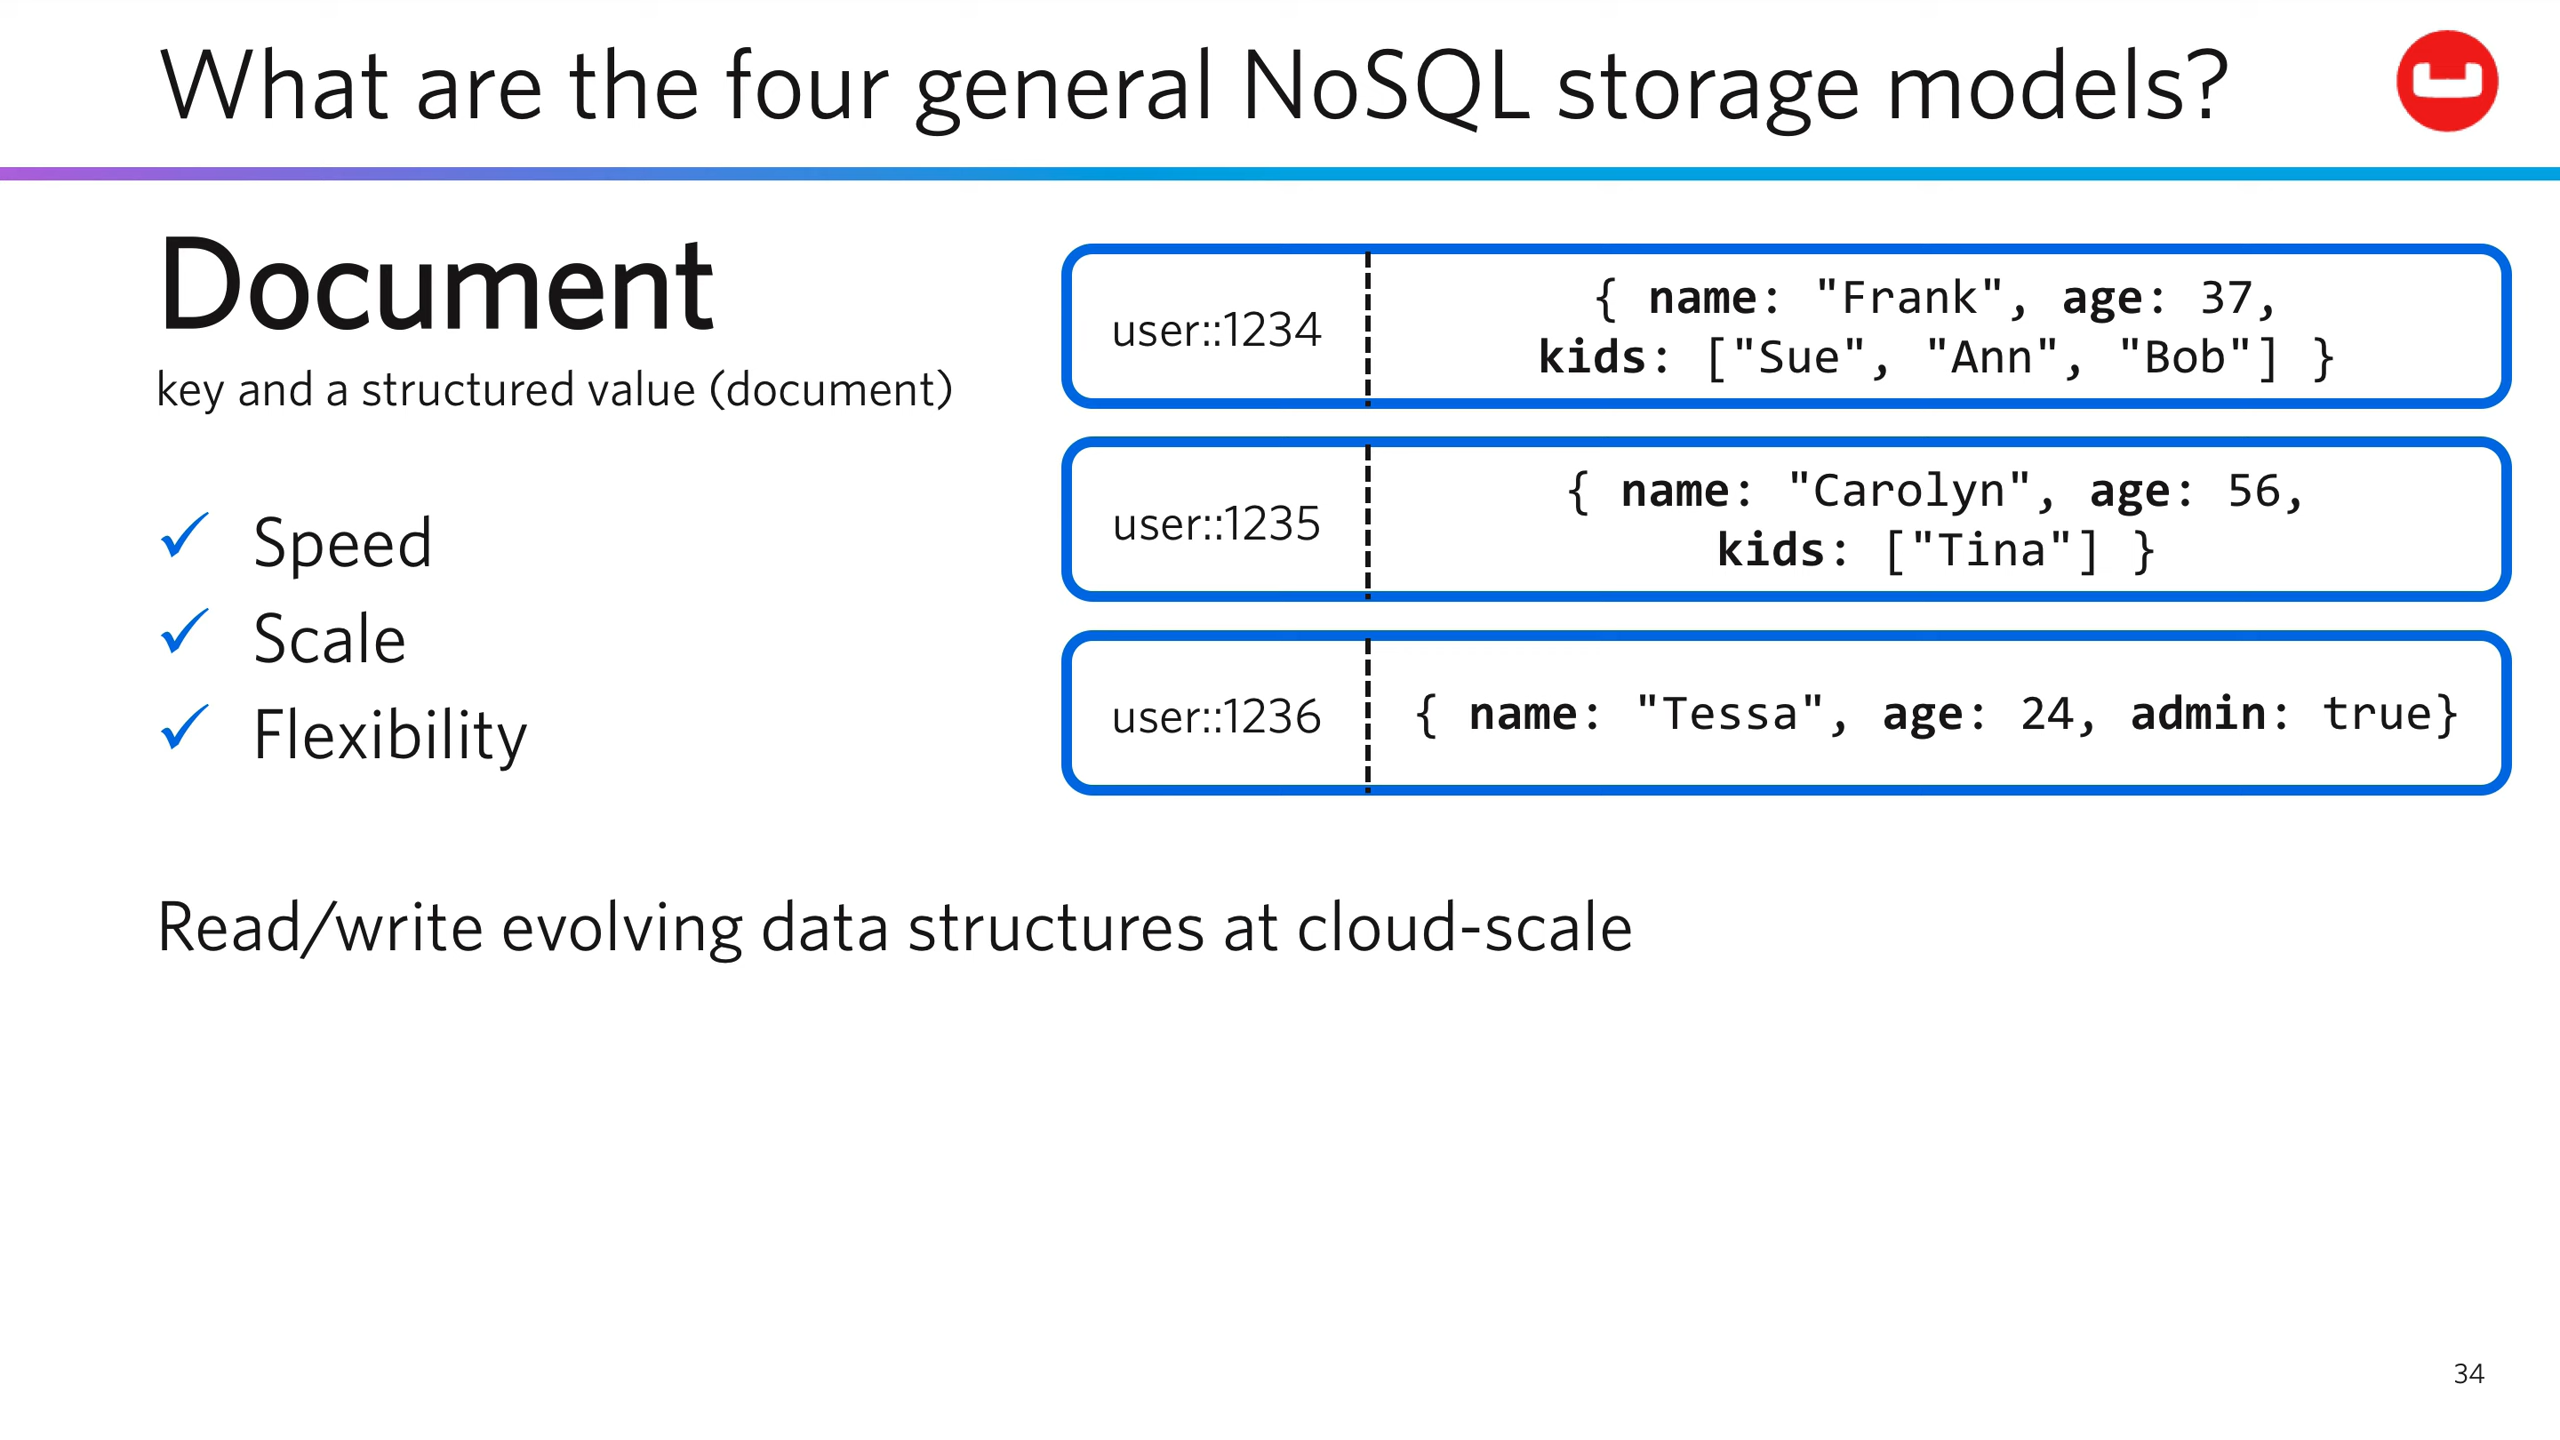 What are the four general NoSQL storage models?
Document
key and a structured value (document)
Speed
Scale
Flexibility
user::1234
{ name: "Frank", age: 37,
kids: ["Sue", "Ann", "Bob"] }
user::1235
{ name: "Carolyn", age: 56,
kids: ["Tina"] }
user::1236
{ name: "Tessa", age: 24, admin: true}
Read/write evolving data structures at cloud-scale
34